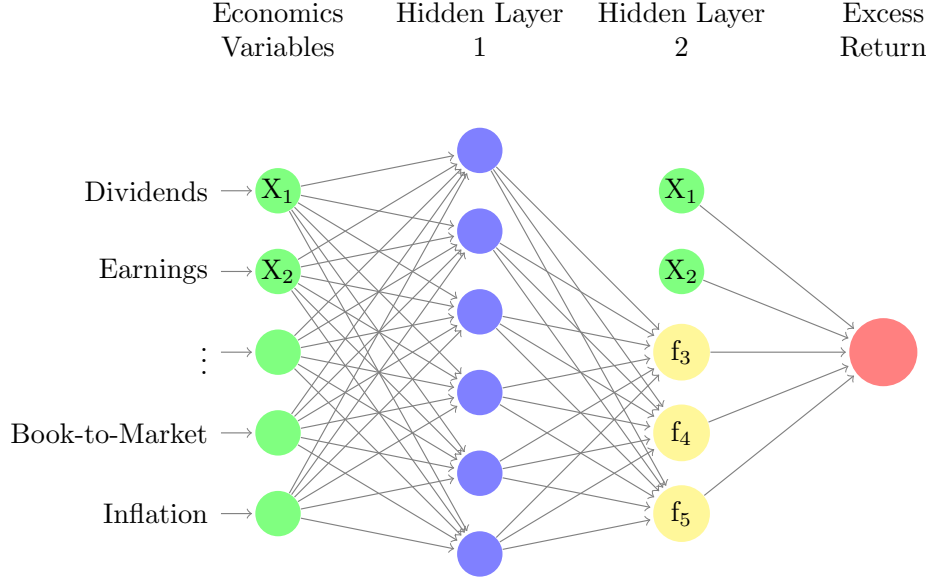 Economics
Variables
Hidden Layer
1
Hidden Layer
2
Excess
Return
Dividends
X₁
X₁
Earnings
X₂
X₂
⋮
f₃
Book-to-Market
f₄
Inflation
f₅